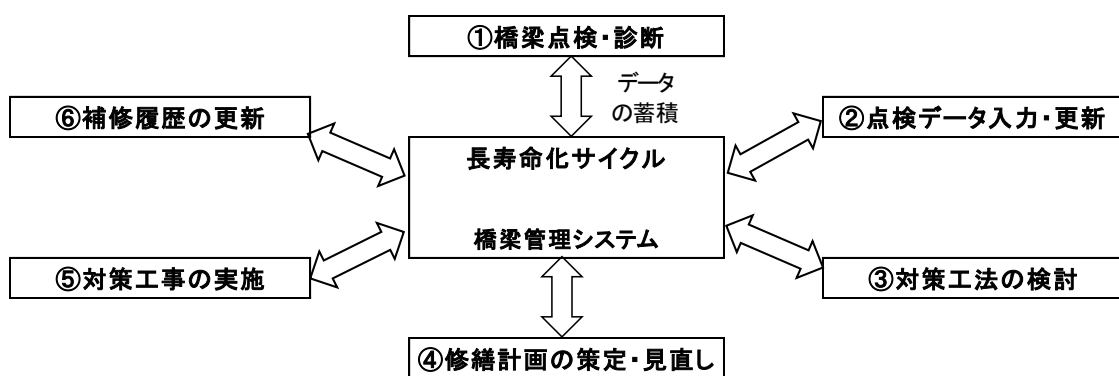 ①橋梁点検・診断
データ
の蓄積
⑥補修履歴の更新
②点検データ入力・更新
長寿命化サイクル
橋梁管理システム
⑤対策工事の実施
③対策工法の検討
④修繕計画の策定・見直し